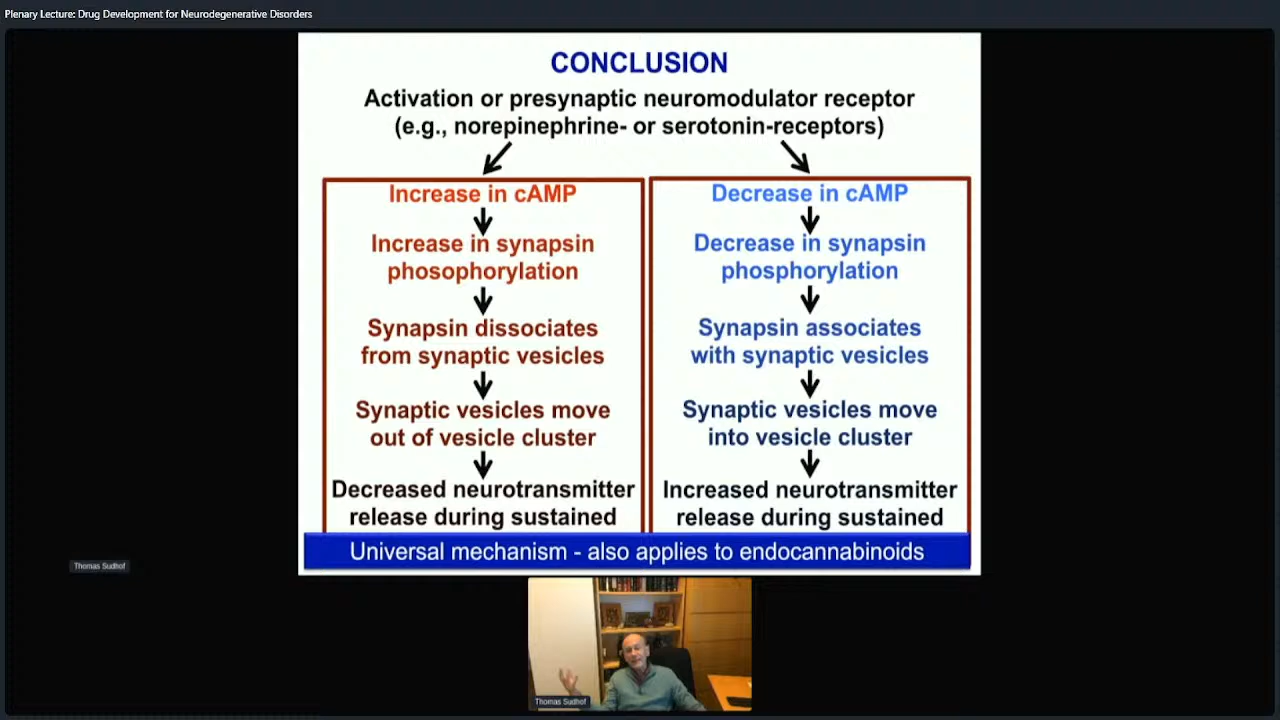 Plenary Lecture: Drug Development for Neurodegenerative Disorders
CONCLUSION
Activation or presynaptic neuromodulator receptor
(e.g., norepinephrine- or serotonin-receptors)
Increase in cAMP
Increase in synapsin
phosophorylation
Synapsin dissociates
from synaptic vesicles
Synaptic vesicles move
out of vesicle cluster
Decreased neurotransmitter
release during sustained
Decrease in cAMP
Decrease in synapsin
phosphorylation
Synapsin associates
with synaptic vesicles
Synaptic vesicles move
into vesicle cluster
Increased neurotransmitter
release during sustained
Universal mechanism - also applies to endocannabinoids
Thomas Sudhof
Thomas Sudhof